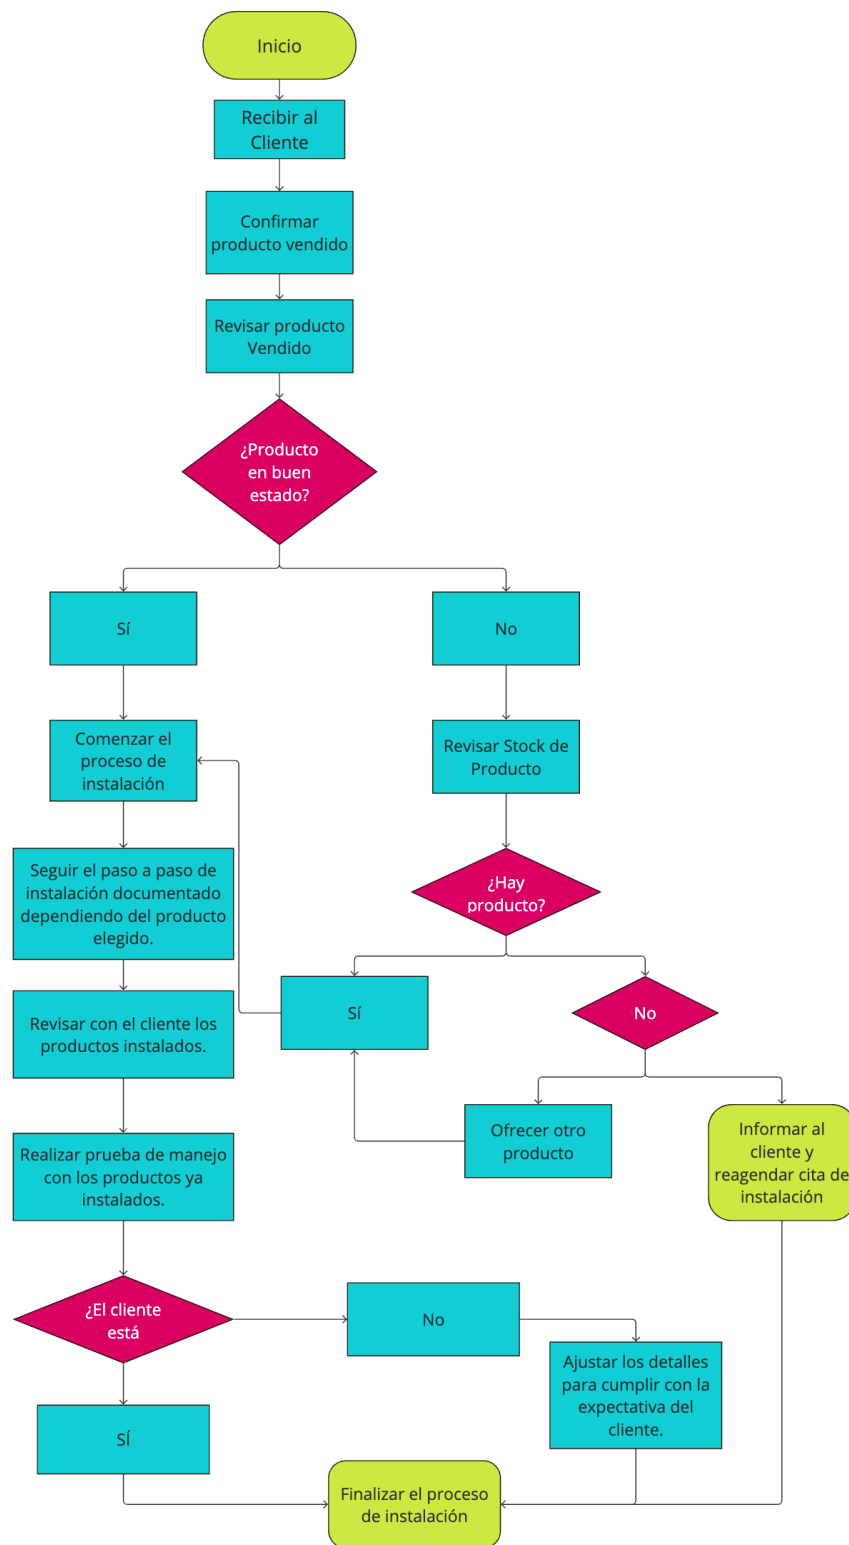 Inicio
Recibir al
Cliente
Confirmar
producto vendido
Revisar producto
Vendido
¿Producto
en buen
estado?
Sí
No
Comenzar el
proceso de
instalación
Revisar Stock de
Producto
Seguir el paso a paso de
instalación documentado
dependiendo del producto
elegido.
¿Hay
producto?
Revisar con el cliente los
productos instalados.
Sí
No
Ofrecer otro
producto
Informar al
cliente y
reagendar cita de
instalación
Realizar prueba de manejo
con los productos ya
instalados.
¿El cliente
está
No
Ajustar los detalles
para cumplir con la
expectativa del
cliente.
SÍ
Finalizar el proceso
de instalación